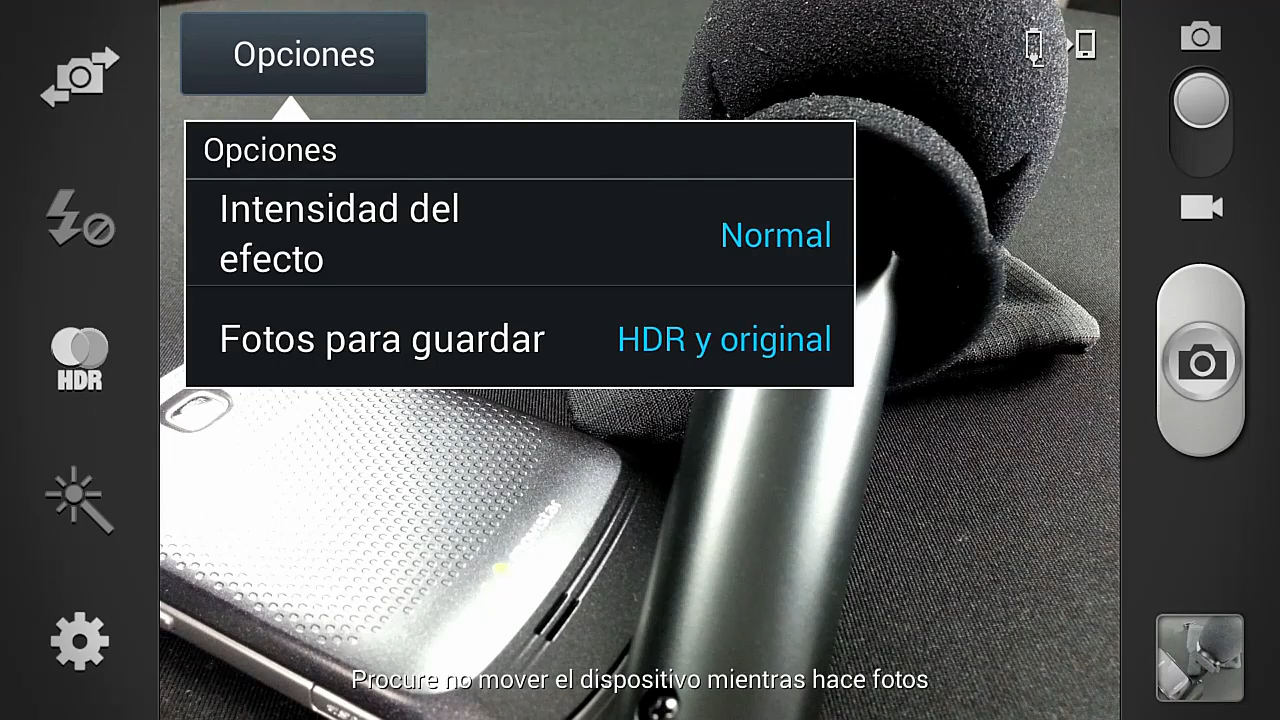 Opciones
Opciones
Intensidad del
efecto
Normal
Fotos para guardar
HDR y original
HDR
Procure no mover el dispositivo mientras hace fotos